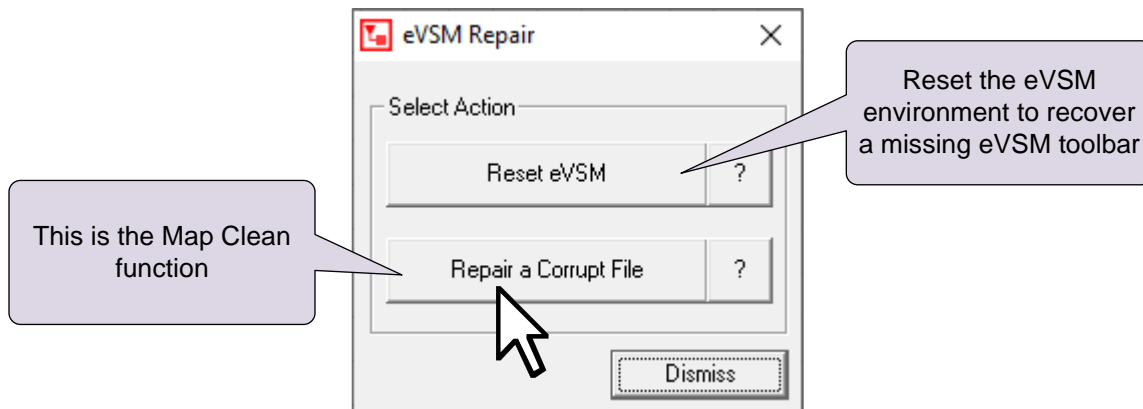 eVSM Repair
Select Action
Reset eVSM
?
Repair a Corrupt File
?
Dismiss
Reset the eVSM
environment to recover
a missing eVSM toolbar
This is the Map Clean
function